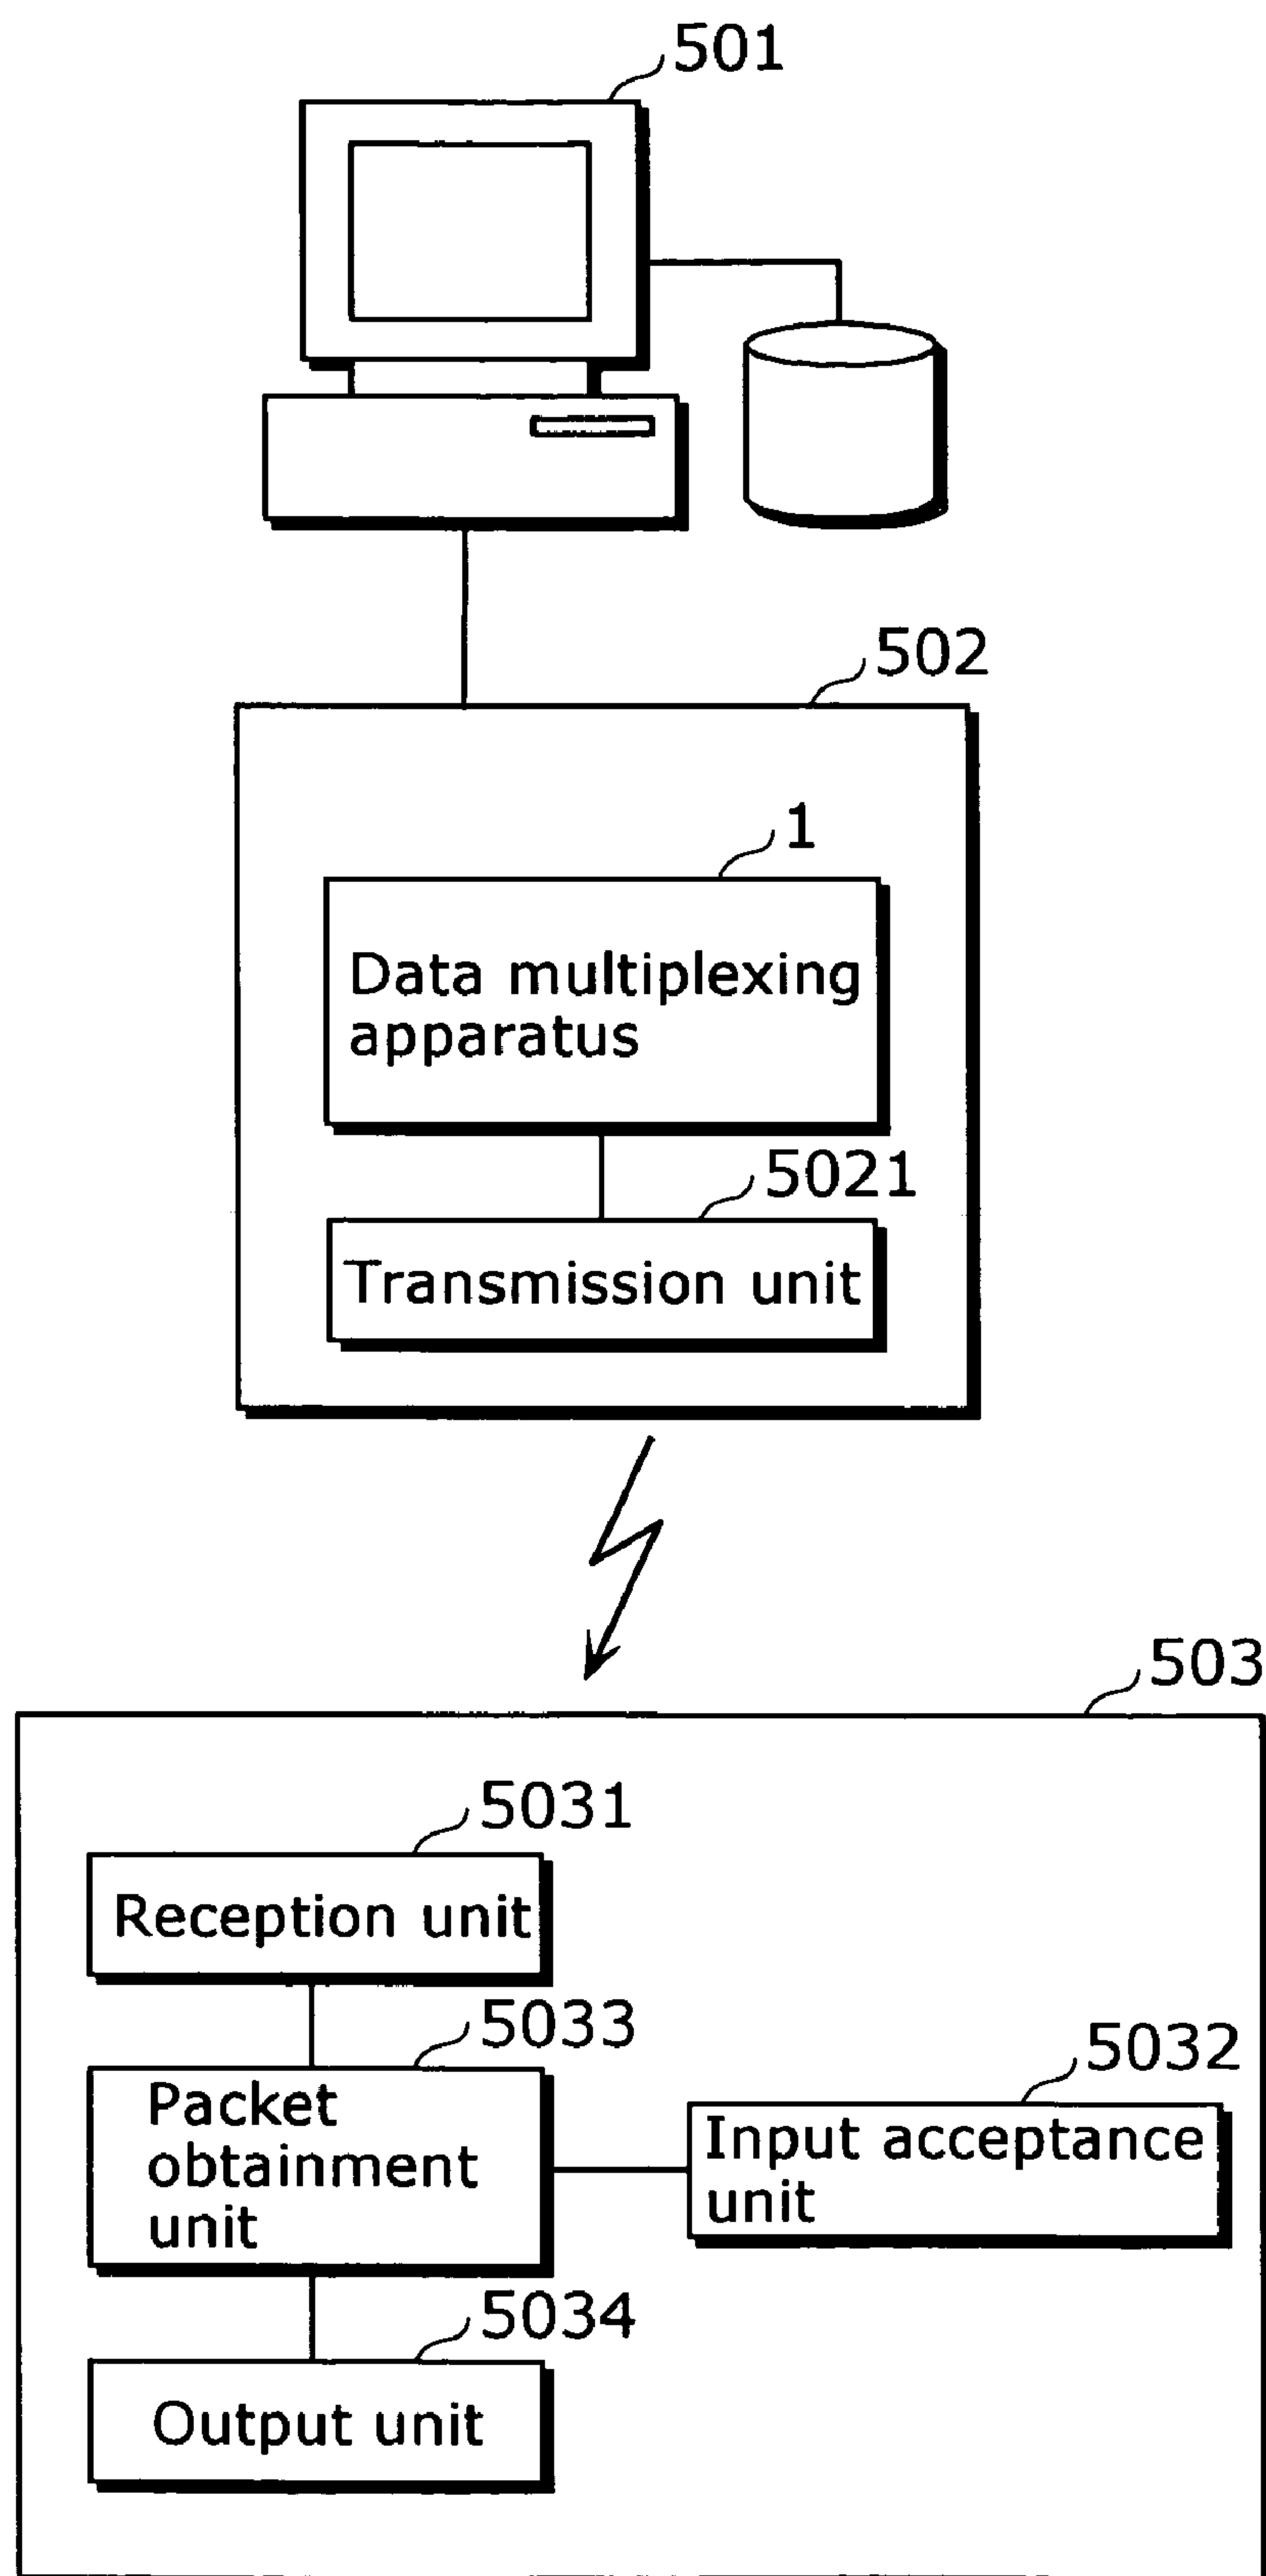 501
502
1
Data multiplexing
apparatus
5021
Transmission unit
503
5031
Reception unit
5033
Packet
obtainment
unit
5032
Input acceptance
unit
5034
Output unit